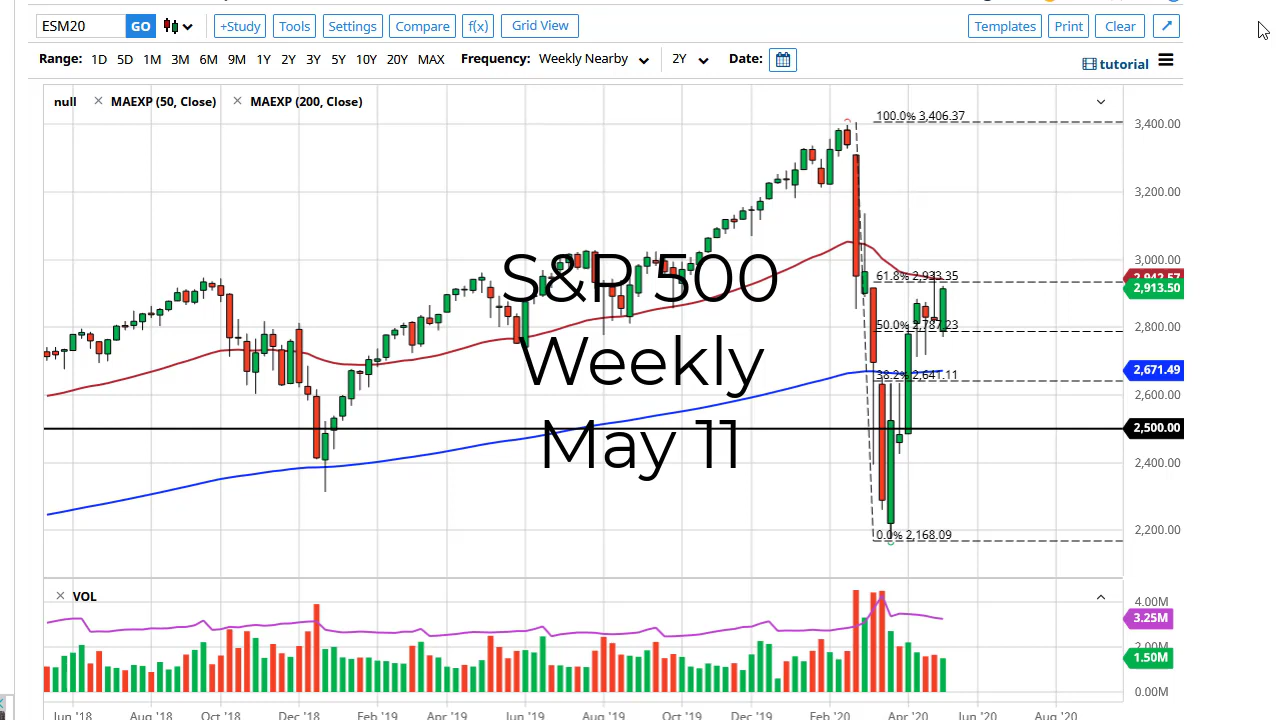 ESM20 GO +Study Tools Settings Compare f(x) Grid View Templates Print Clear
Range: 1D 5D 1M 3M 6M 9M 1Y 2Y 3Y 5Y 10Y 20Y MAX Frequency: Weekly Nearby 2Y Date:
tutorial
null MAEXP (50, Close) MAEXP (200, Close)
100.0% 3,406.37
3,400.00
3,200.00
3,000.00
61.8% 2,933.35
2,942.57
2,913.50
50.0% 2,787.23
2,800.00
38.2% 2,641.11
2,671.49
2,600.00
2,500.00
2,400.00
2,200.00
0.0% 2,168.09
S&P 500
Weekly
May 11
VOL
4.00M
3.25M
2.00M
1.50M
0.00M
Jun '18 Aug '18 Oct '18 Dec '18 Feb '19 Apr '19 Jun '19 Aug '19 Oct '19 Dec '19 Feb '20 Apr '20 Jun '20 Aug '20